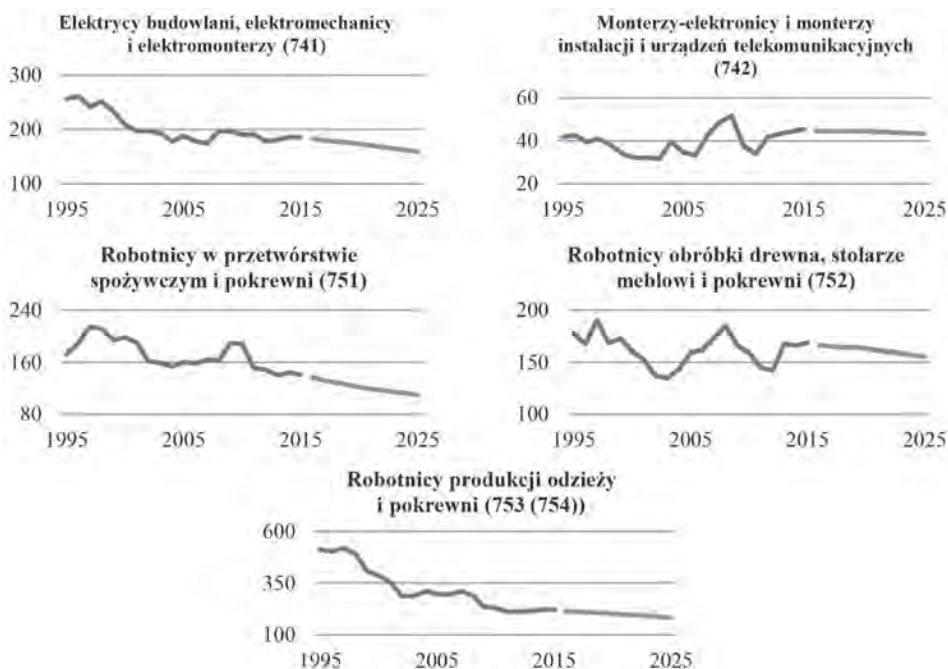 Elektrycy budowlani, elektromechanicy
i elektromonterzy (741)
300
200
100
1995 2005 2015 2025
Monterzy-elektronicy i monterzy
instalacji i urządzeń telekomunikacyjnych
(742)
60
40
20
1995 2005 2015 2025
Robotnicy w przetwórstwie
spożywczym i pokrewni (751)
240
160
80
1995 2005 2015 2025
Robotnicy obróbki drewna, stolarze
meblowi i pokrewni (752)
200
150
100
1995 2005 2015 2025
Robotnicy produkcji odzieży
i pokrewni (753 (754))
600
350
100
1995 2005 2015 2025